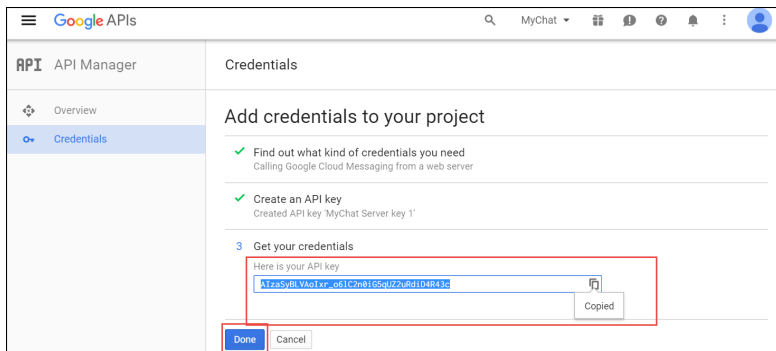 Google APIs
MyChat
API API Manager
Credentials
Overview
Credentials
Add credentials to your project
Find out what kind of credentials you need
Calling Google Cloud Messaging from a web server
Create an API key
Created API key 'MyChat Server key 1'
3 Get your credentials
Here is your API key
AIzaSyBLVAoIxr_o6lC2n0iG5qUZ2uRdiD4R43c
Copied
Done
Cancel